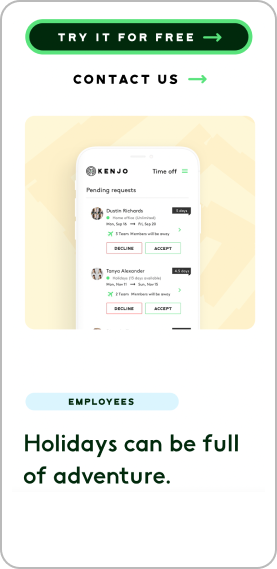 TRY IT FOR FREE →
CONTACT US →
KENJO
Time off
Pending requests
Dustin Richards
5 days
Home office (Unlimited)
Mon, Sep 16 → Fri, Sep 20
3 Team Members will be away
DECLINE
ACCEPT
Tanya Alexander
4.5 days
Holidays (15 days available)
Mon, Nov 11 → Sun, Nov 15
2 Team Members will be away
DECLINE
ACCEPT
EMPLOYEES
Holidays can be full
of adventure.